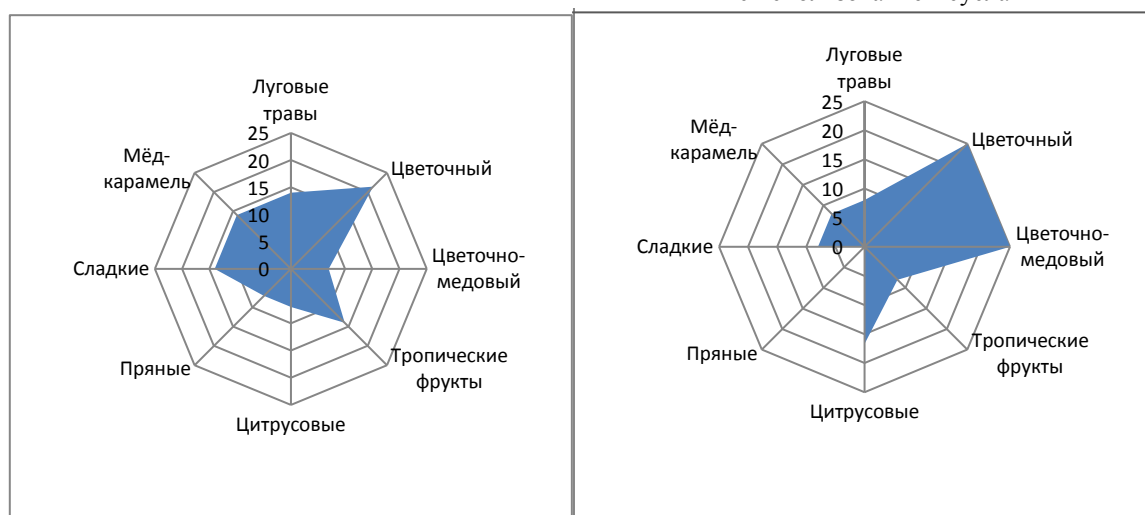 Луговые
травы
25
20
15
10
5
0
Цветочный
Цветочно-
медовый
Тропические
фрукты
Цитрусовые
Пряные
Сладкие
Мёд-
карамель
Луговые
травы
25
20
15
10
5
0
Цветочный
Цветочно-
медовый
Тропические
фрукты
Цитрусовые
Пряные
Сладкие
Мёд-
карамель